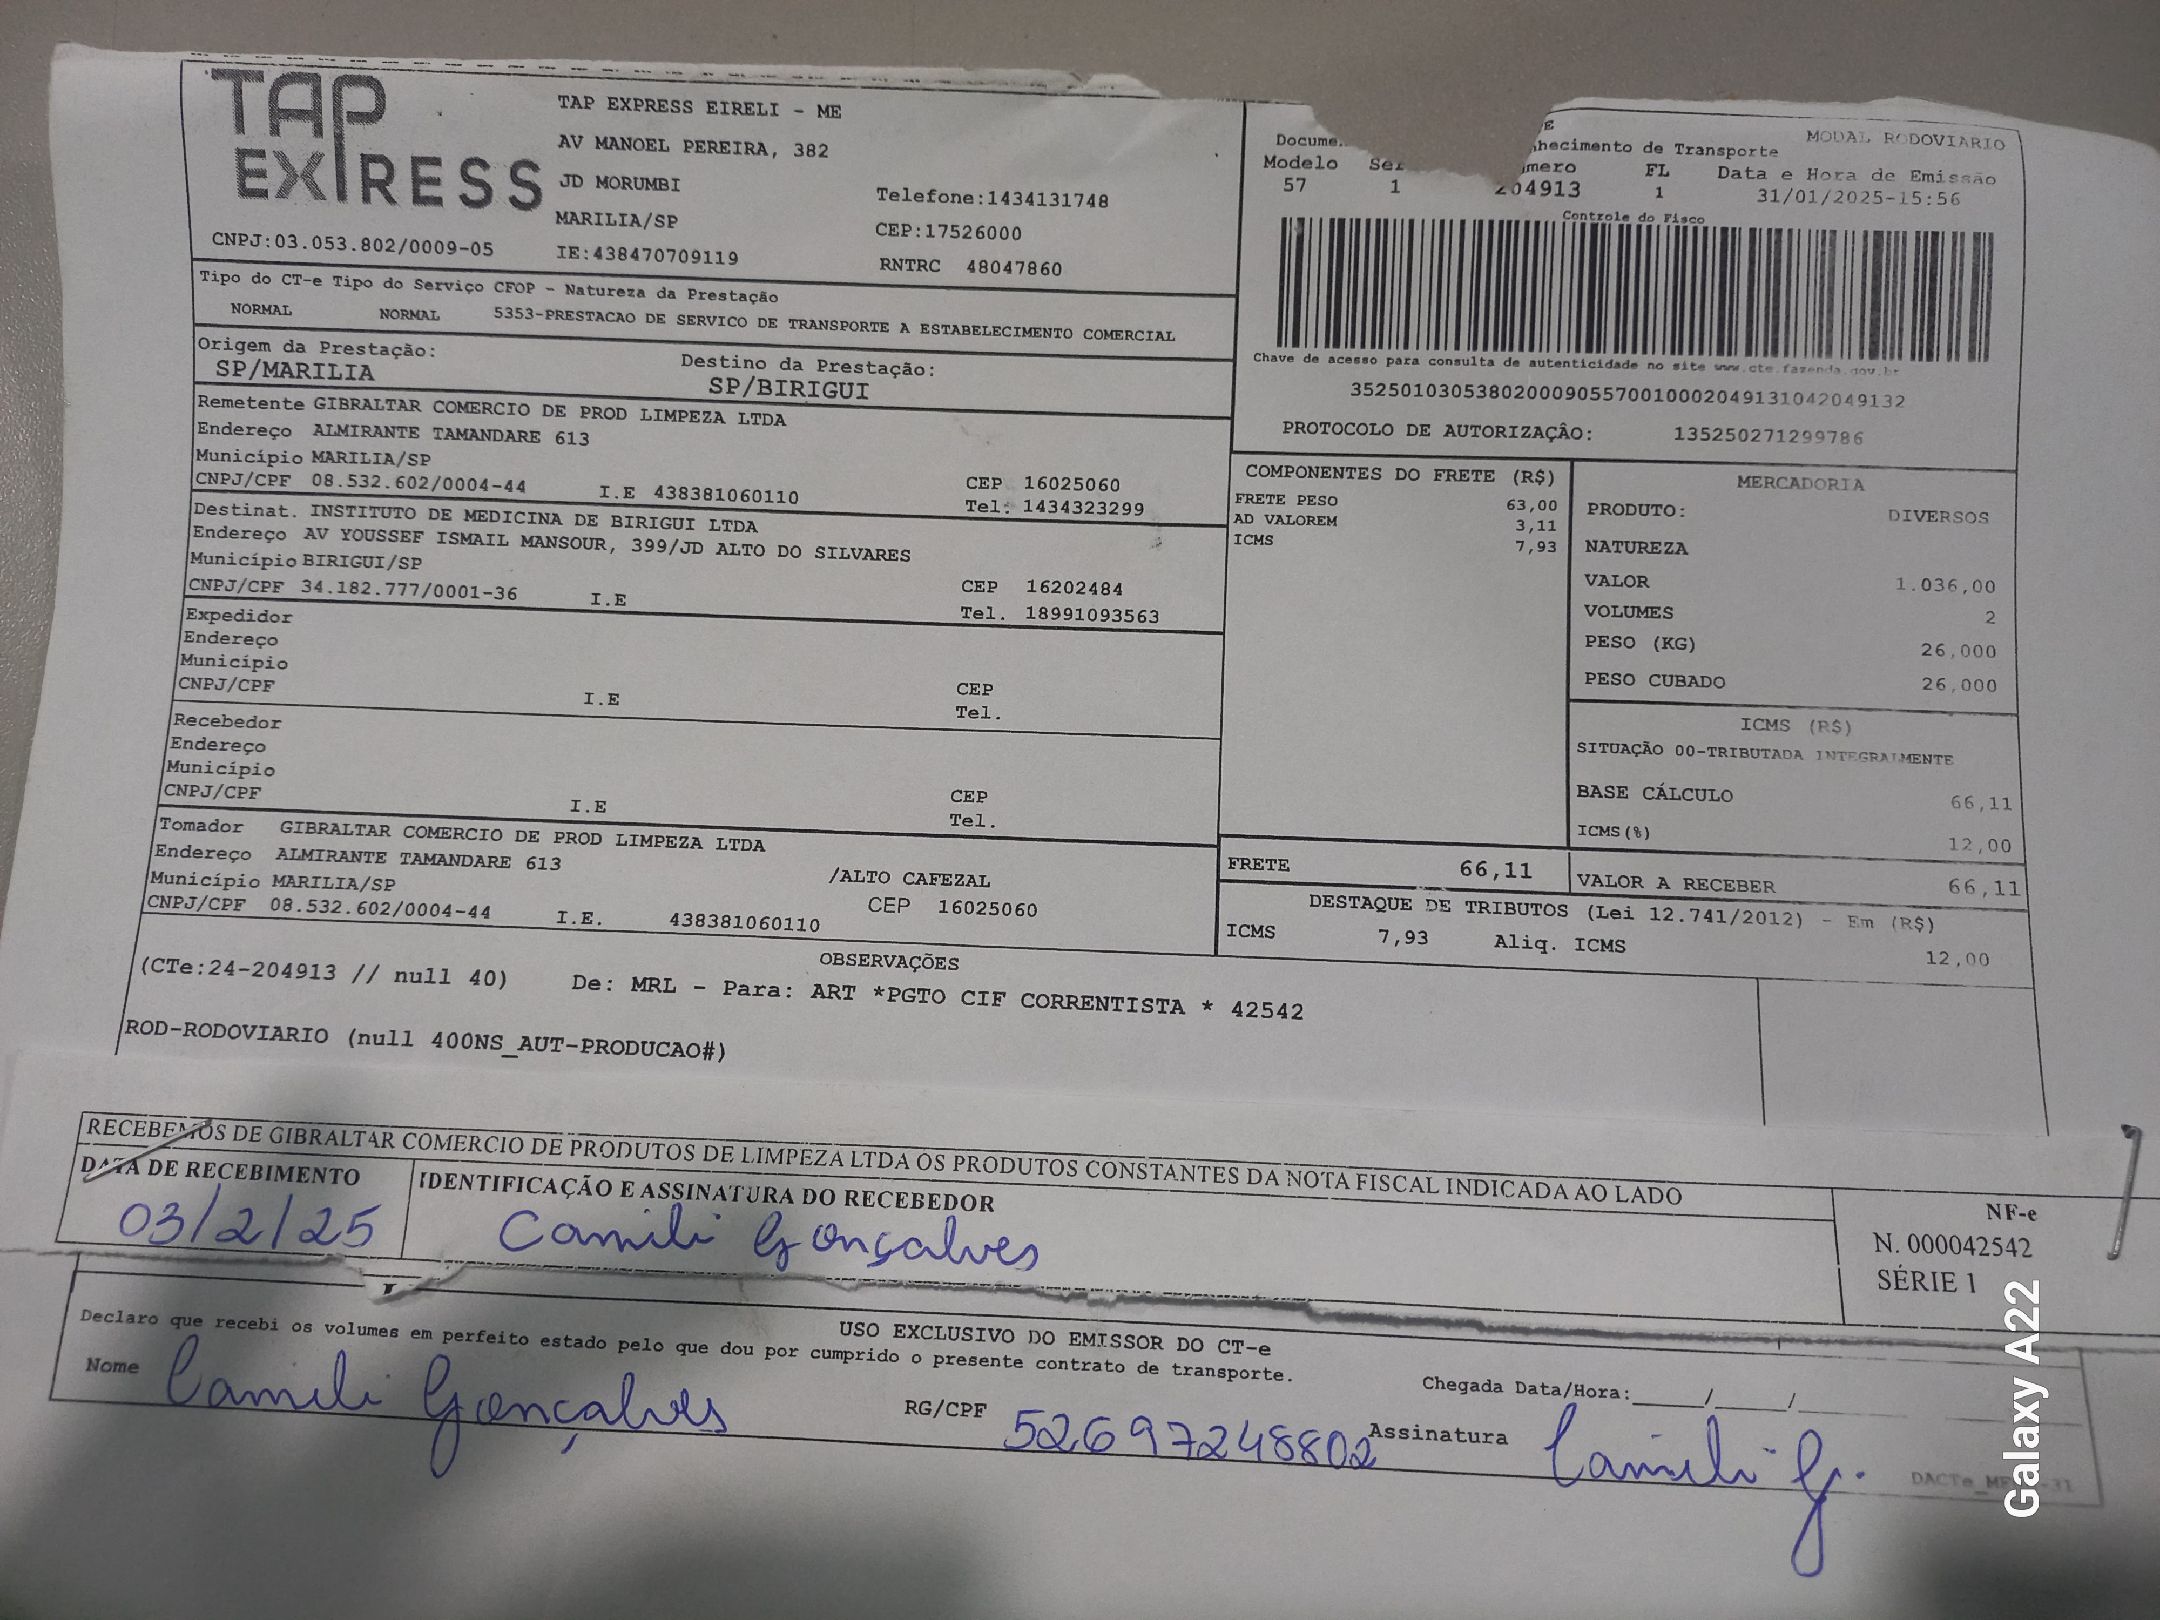 TAP EXPRESS
TAP EXPRESS EIRELI - ME
AV MANOEL PEREIRA, 382
JD MORUMBI
MARILIA/SP
IE:438470709119
Telefone:1434131748
CEP:17526000
RNTRC 48047860
CNPJ:03.053.802/0009-05
MODAL RODOVIARIO
hecimento de Transporte
Modelo FL Data e Hora de Emissão
57 1 204913 1 31/01/2025-15:56
Controle do Fisco
Chave de acesso para consulta de autenticidade no site www.cte.fazenda.gov.br
35250103053802000905570010002049131042049132
PROTOCOLO DE AUTORIZAÇÂO: 135250271299786
Tipo do CT-e Tipo do Serviço CFOP - Natureza da Prestação
NORMAL NORMAL 5353-PRESTACAO DE SERVICO DE TRANSPORTE A ESTABELECIMENTO COMERCIAL
Origem da Prestação: Destino da Prestação:
SP/MARILIA SP/BIRIGUI
Remetente GIBRALTAR COMERCIO DE PROD LIMPEZA LTDA
Endereço ALMIRANTE TAMANDARE 613
Município MARILIA/SP CEP 16025060
CNPJ/CPF 08.532.602/0004-44 I.E 438381060110 Tel. 1434323299
Destinat. INSTITUTO DE MEDICINA DE BIRIGUI LTDA
Endereço AV YOUSSEF ISMAIL MANSOUR, 399/JD ALTO DO SILVARES
Município BIRIGUI/SP CEP 16202484
CNPJ/CPF 34.182.777/0001-36 I.E Tel. 18991093563
Expedidor
Endereço
Município CEP
CNPJ/CPF I.E Tel.
Recebedor
Endereço
Município CEP
CNPJ/CPF I.E Tel.
Tomador GIBRALTAR COMERCIO DE PROD LIMPEZA LTDA
Endereço ALMIRANTE TAMANDARE 613 /ALTO CAFEZAL
Município MARILIA/SP CEP 16025060
CNPJ/CPF 08.532.602/0004-44 I.E. 438381060110
COMPONENTES DO FRETE (R$)
FRETE PESO 63,00
AD VALOREM 3,11
ICMS 7,93
MERCADORIA
PRODUTO: DIVERSOS
NATUREZA
VALOR 1.036,00
VOLUMES 2
PESO (KG) 26,000
PESO CUBADO 26,000
ICMS (R$)
SITUAÇÃO 00-TRIBUTADA INTEGRALMENTE
BASE CÁLCULO 66,11
ICMS(%) 12,00
FRETE 66,11 VALOR A RECEBER 66,11
DESTAQUE DE TRIBUTOS (Lei 12.741/2012) - Em (R$)
ICMS 7,93 Aliq. ICMS 12,00
OBSERVAÇÕES
(CTe:24-204913 // null 40) De: MRL - Para: ART *PGTO CIF CORRENTISTA * 42542
ROD-RODOVIARIO (null 400NS_AUT-PRODUCAO#)
RECEBEMOS DE GIBRALTAR COMERCIO DE PRODUTOS DE LIMPEZA LTDA OS PRODUTOS CONSTANTES DA NOTA FISCAL INDICADA AO LADO
DATA DE RECEBIMENTO IDENTIFICAÇÃO E ASSINATURA DO RECEBEDOR
03/2/25 Camili Gonçalves
NF-e
N. 000042542
SÉRIE 1
USO EXCLUSIVO DO EMISSOR DO CT-e
Declaro que recebi os volumes em perfeito estado pelo que dou por cumprido o presente contrato de transporte.
Nome Camili Gonçalves RG/CPF 52697248802 Chegada Data/Hora:_____/_____/
Assinatura Camili G.
Galaxy A22